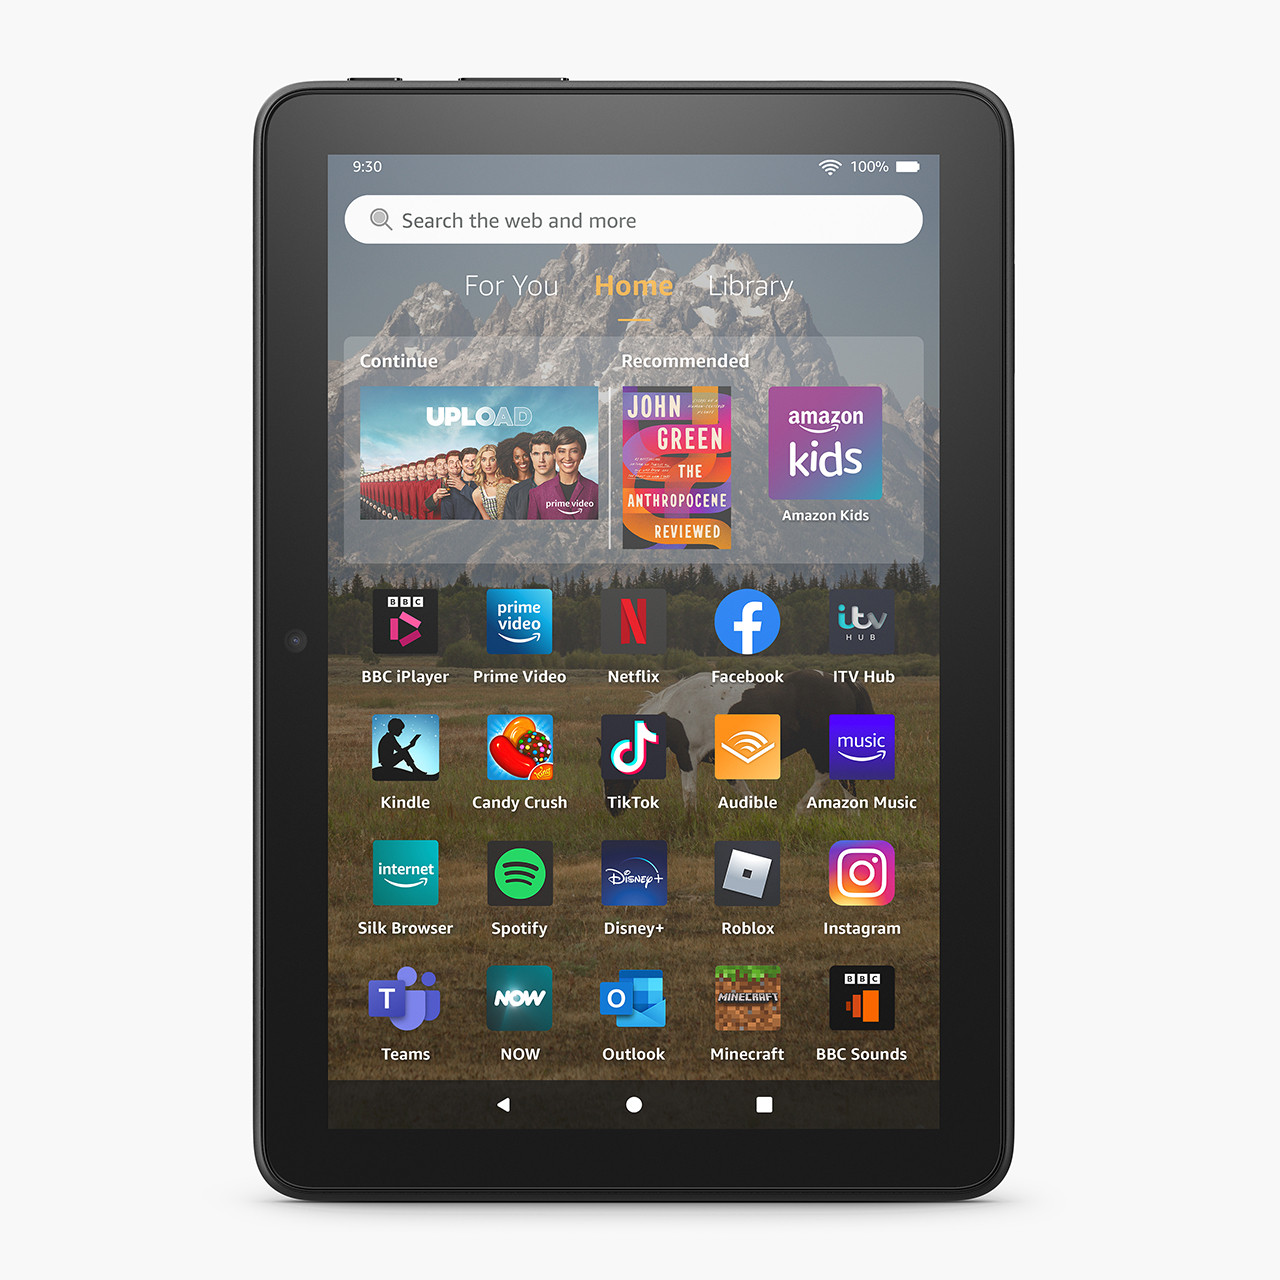 9:30
100%
Search the web and more
For You Home Library
Continue
Recommended
UPLOAD
prime video
JOHN
GREEN
THE
ANTHROPOCENE
REVIEWED
amazon
kids
Amazon Kids
BBC
prime
video
N
f
itv
HUB
BBC iPlayer
Prime Video
Netflix
Facebook
ITV Hub
King
music
Kindle
Candy Crush
TikTok
Audible
Amazon Music
internet
Disney+
Silk Browser
Spotify
Disney+
Roblox
Instagram
T
NOW
O
MINECRAFT
BBC
Teams
NOW
Outlook
Minecraft
BBC Sounds